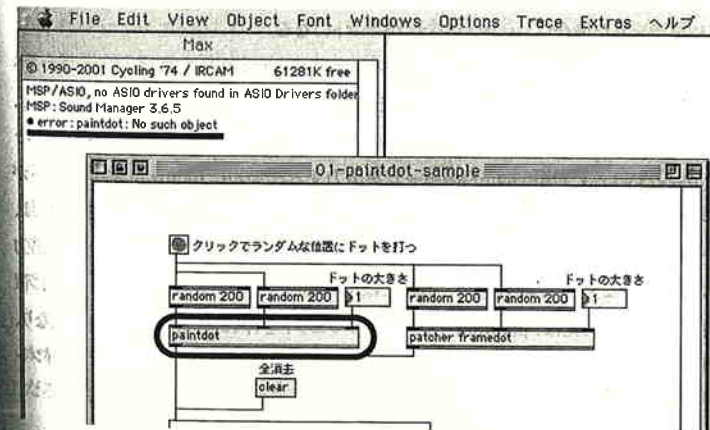 File Edit View Object Font Windows Options Trace Extras ヘルプ
Max
© 1990-2001 Cycling '74 / IRCAM 61281K free
MSP/ASIO, no ASIO drivers found in ASIO Drivers folder
MSP: Sound Manager 3.6.5
• error: paintdot: No such object
01-paintdot-sample
クリックでランダムな位置にドットを打つ
ドットの大きさ ドットの大きさ
random 200 random 200 1 random 200 random 200 1
paintdot patcher framedot
全消去
clear